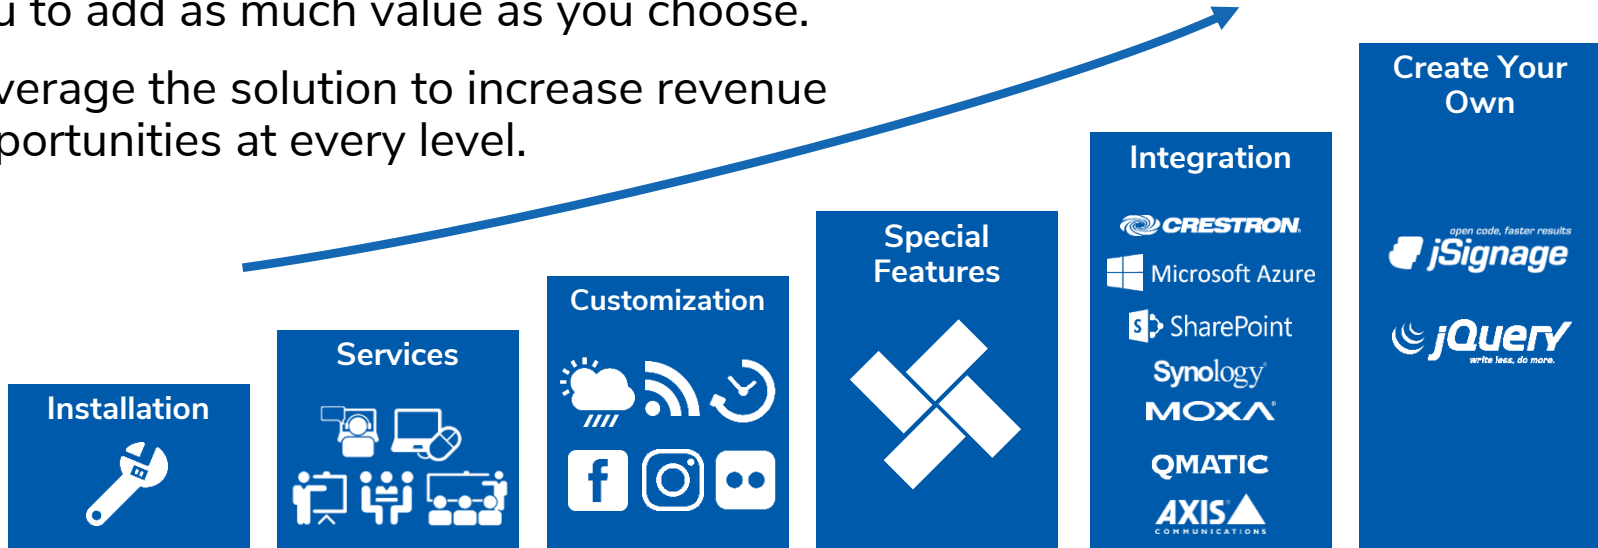 u to add as much value as you choose.
verage the solution to increase revenue
portunities at every level.
Installation
Services
Customization
f
Special
Features
Integration
CRESTRON
Microsoft Azure
S SharePoint
Synology
MOXA
QMATIC
AXIS
COMMUNICATIONS
Create Your
Own
open code, faster results
jSignage
jQuery
write less, do more.